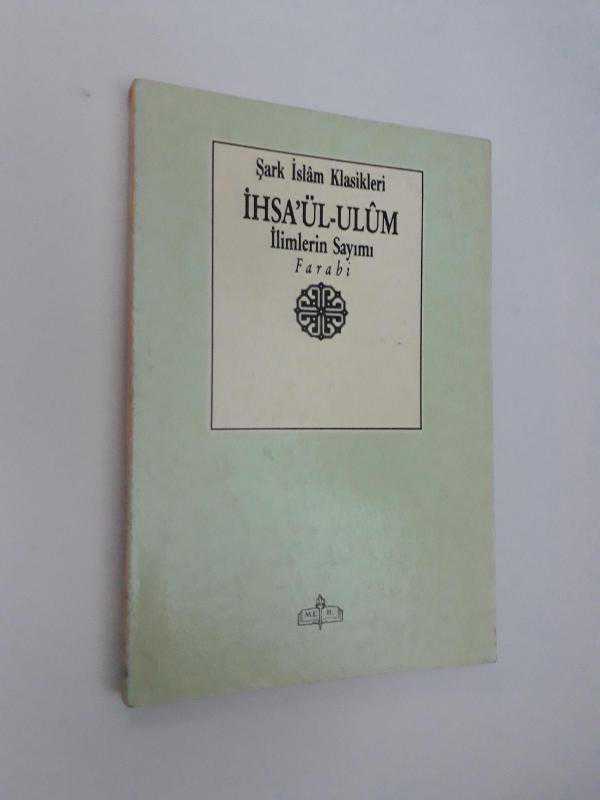 Şark İslâm Klasikleri
İHSA'ÜL-ULÛM
İlimlerin Sayımı
Farabi
M.E. B.